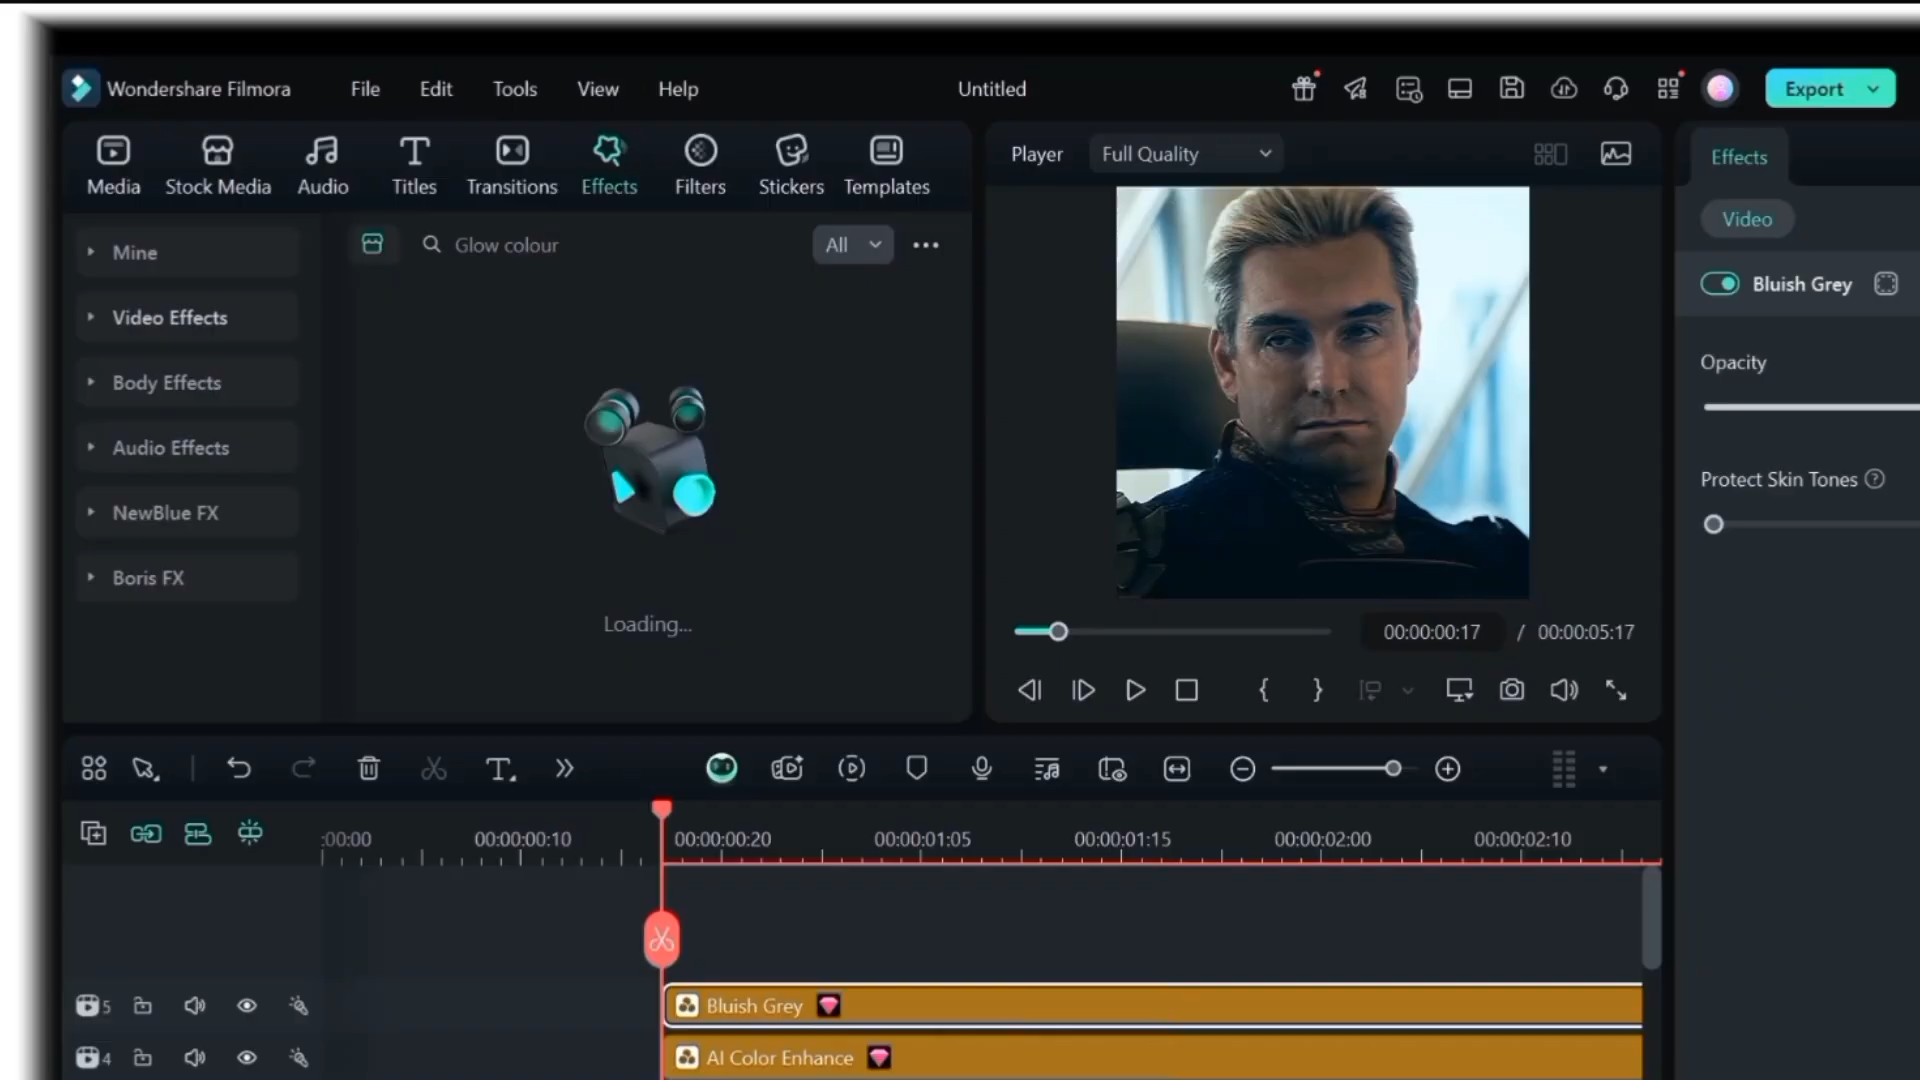 Wondershare Filmora File Edit Tools View Help Untitled Export
Media Stock Media Audio Titles Transitions Effects Filters Stickers Templates
Player Full Quality
Effects
Video
Mine
Video Effects
Body Effects
Audio Effects
NewBlue FX
Boris FX
Glow colour All
Loading...
Bluish Grey
Opacity
Protect Skin Tones
00:00:00:17 / 00:00:05:17
:00:00 00:00:00:10 00:00:00:20 00:00:01:05 00:00:01:15 00:00:02:00 00:00:02:10
5 Bluish Grey
4 AI Color Enhance